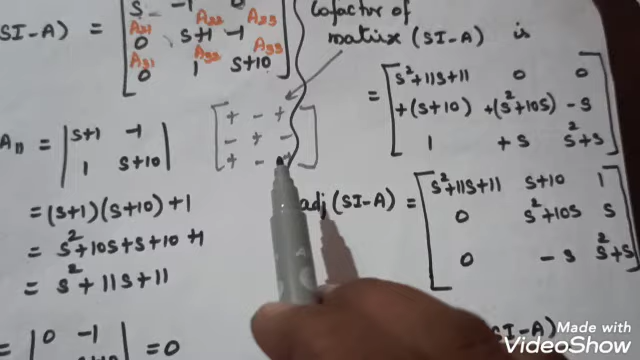 S -1 0
(SI-A) = A21 A22 A23
0 S+1 -1
A31 A32 A33
0 1 S+10
Cofactor of
matrix (SI-A) is
= S²+11S+11 0 0
+(S+10) +(S²+10S) -S
1 +S S²+S
+ - +
- + -
+ - +
A11 = | S+1 -1 |
| 1 S+10 |
= (S+1)(S+10)+1
= S²+10S+S+10+1
= S²+11S+11
= | 0 -1 | = 0
adj (SI-A) = S²+11S+11 S+10 1
0 S²+10S S
0 -S S²+S
(SI-A)
Made with
VideoShow